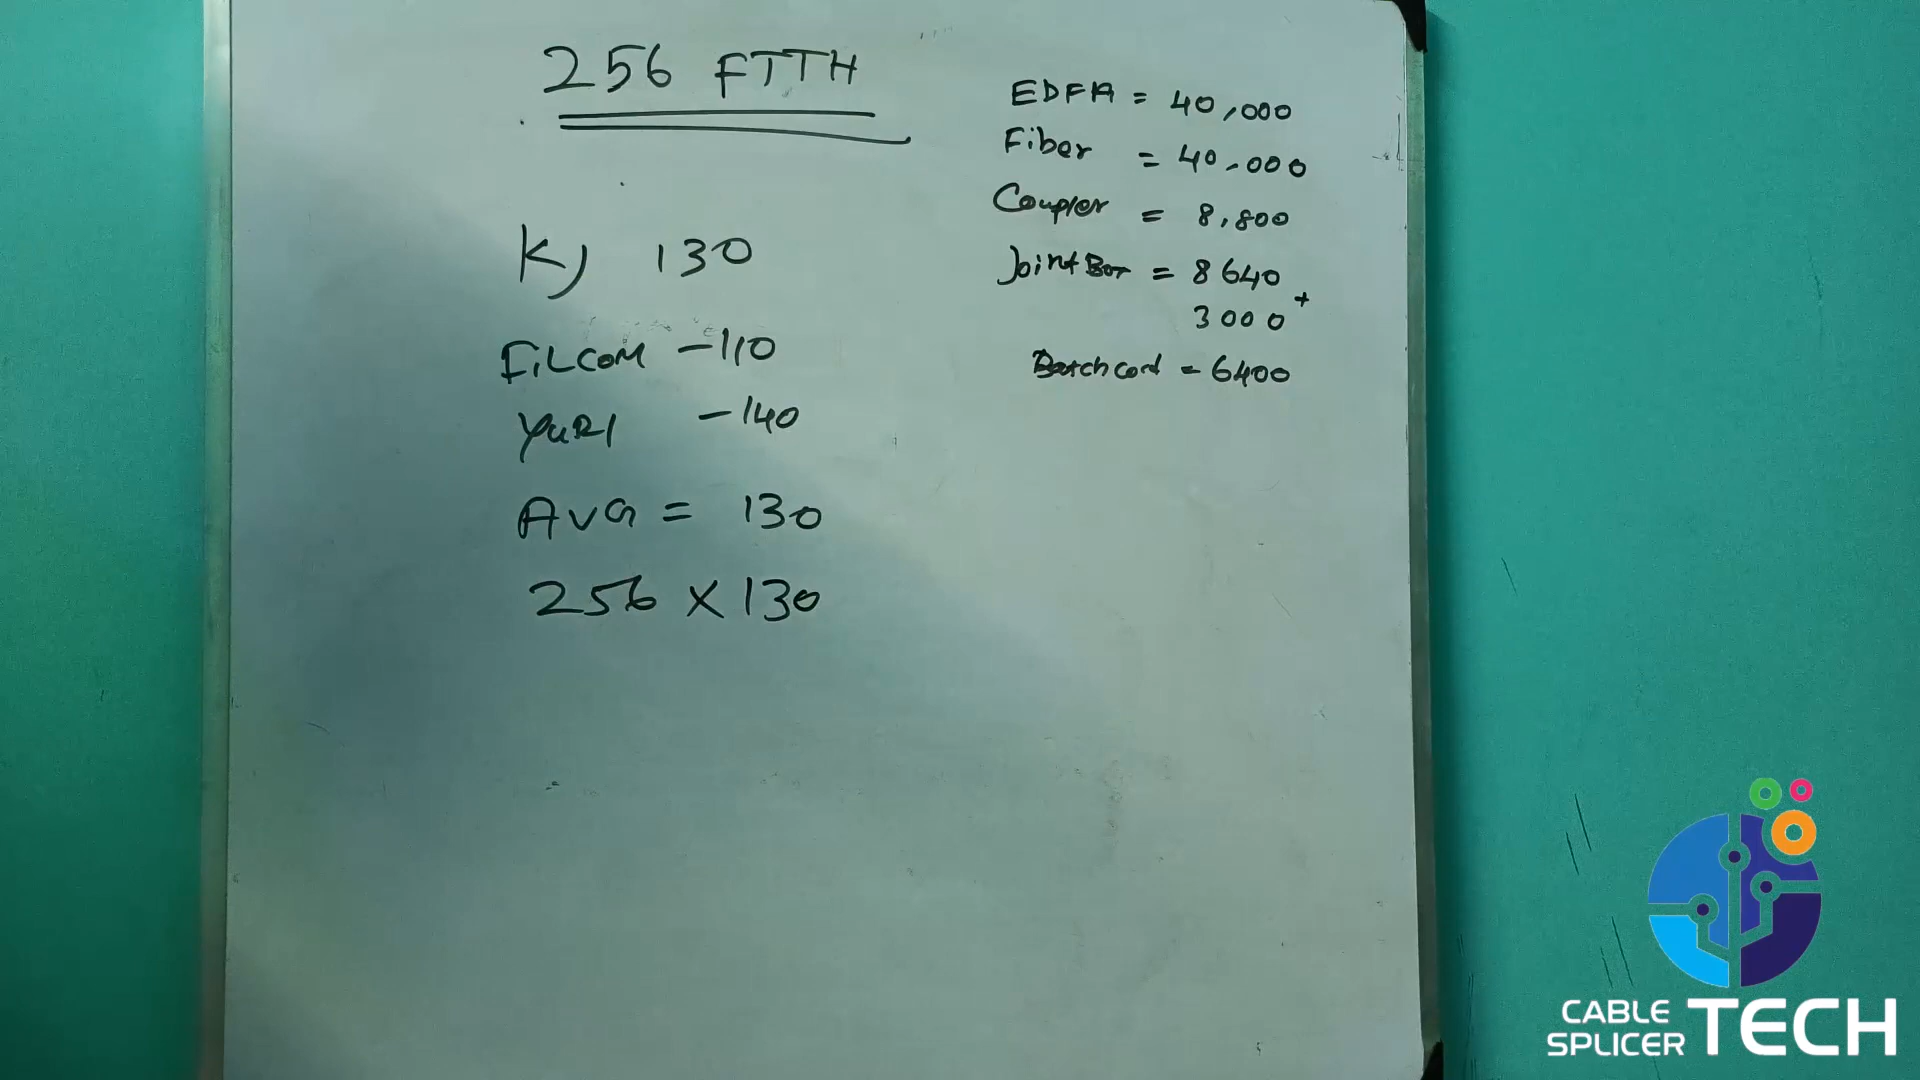 256 FTTH
KJ 130
FiLCOM - 110
YURI - 140
AVG = 130
256 X 130
EDFA = 40,000
Fiber = 40,000
Coupler = 8,800
Joint Box = 8640
3000 +
Patch cord = 6400
CABLE SPLICER TECH